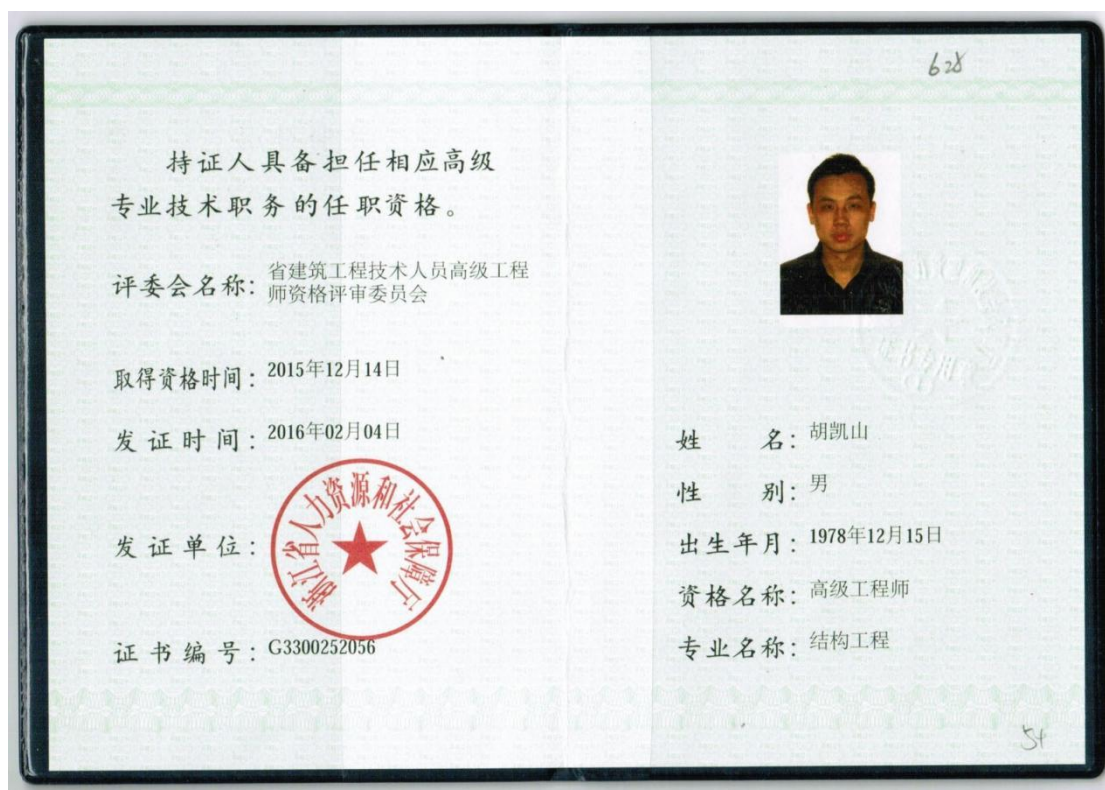 持证人具备担任相应高级
专业技术职务的任职资格。
评委会名称: 省建筑工程技术人员高级工程
师资格评审委员会
取得资格时间: 2015年12月14日
发证时间: 2016年02月04日
发证单位:
浙江省人力资源和社会保障厅
证书编号: G3300252056
628
姓名: 胡凯山
性别: 男
出生年月: 1978年12月15日
资格名称: 高级工程师
专业名称: 结构工程
54